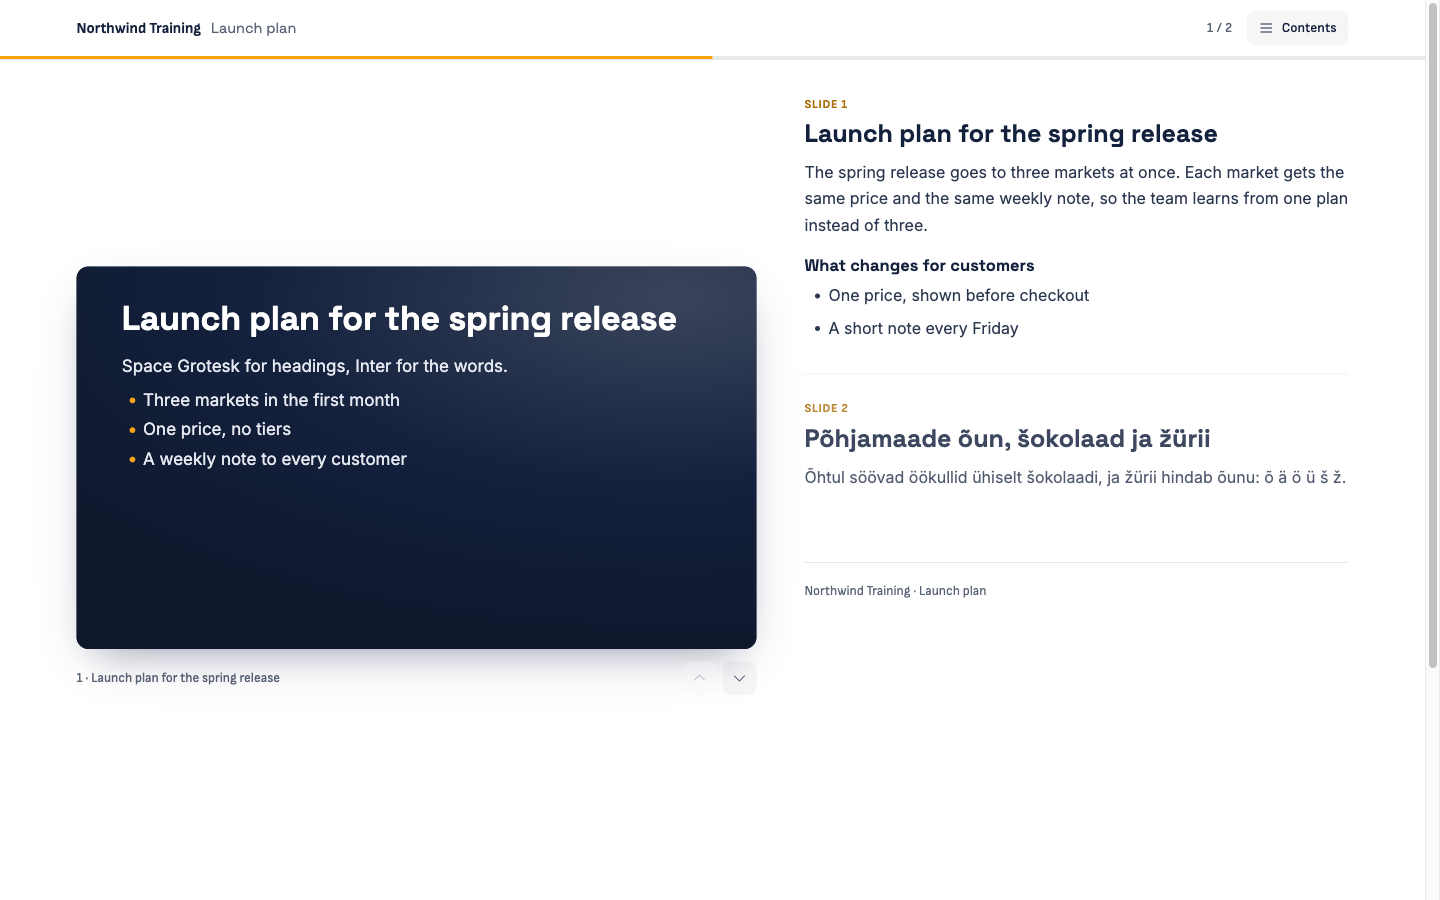 Northwind Training Launch plan
1 / 2 Contents
Launch plan for the spring release
Space Grotesk for headings, Inter for the words.
• Three markets in the first month
• One price, no tiers
• A weekly note to every customer
1 · Launch plan for the spring release
SLIDE 1
Launch plan for the spring release
The spring release goes to three markets at once. Each market gets the
same price and the same weekly note, so the team learns from one plan
instead of three.
What changes for customers
• One price, shown before checkout
• A short note every Friday
SLIDE 2
Põhjamaade õun, šokolaad ja žürii
Õhtul söövad öökullid ühiselt šokolaadi, ja žürii hindab õunu: õ ä ö ü š ž.
Northwind Training · Launch plan